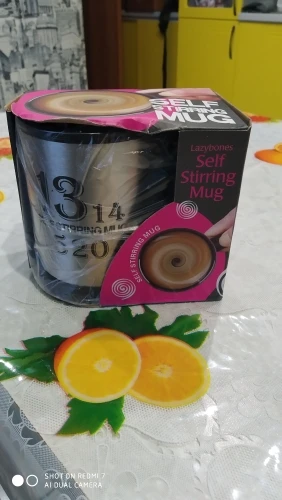 SELF
STIRRING
MUG
Lazybones
Self
Stirring
Mug
13 14
STIRRING MUG
520
SELF STIRRING MUG
SHOT ON REDMI 7
AI DUAL CAMERA